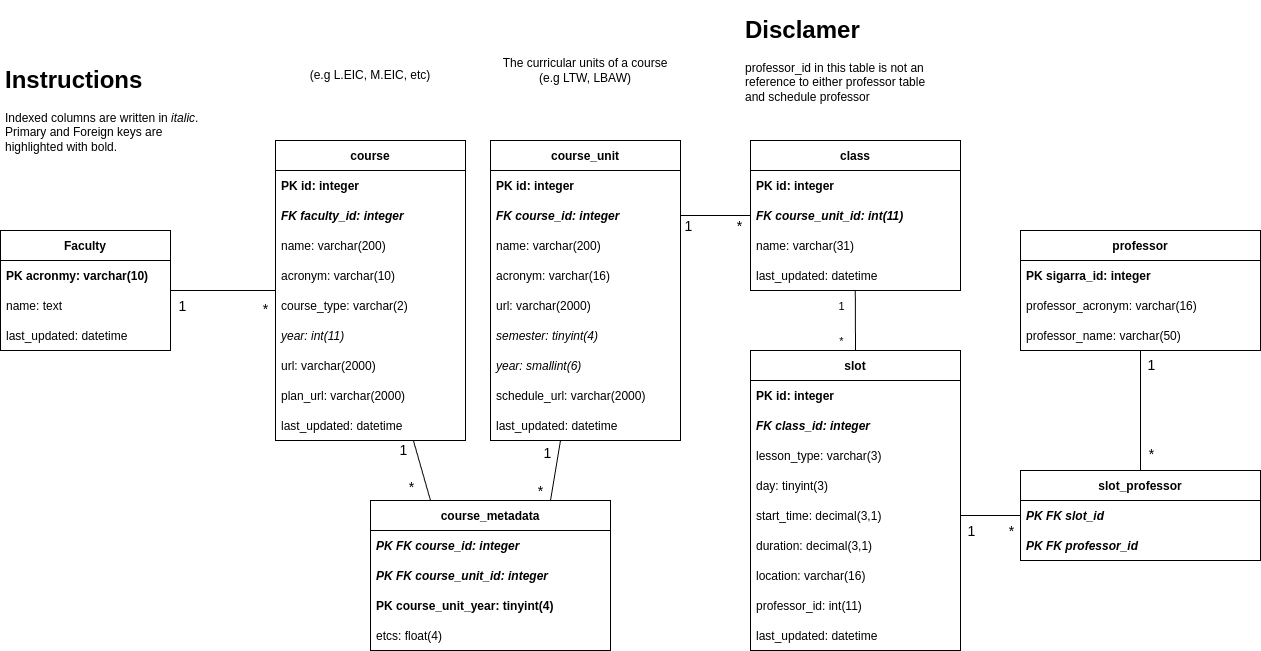 Disclamer
professor_id in this table is not an
reference to either professor table
and schedule professor
Instructions
Indexed columns are written in italic.
Primary and Foreign keys are
highlighted with bold.
(e.g L.EIC, M.EIC, etc)
The curricular units of a course
(e.g LTW, LBAW)
Faculty
PK acronmy: varchar(10)
name: text
last_updated: datetime
1
*
course
PK id: integer
FK faculty_id: integer
name: varchar(200)
acronym: varchar(10)
course_type: varchar(2)
year: int(11)
url: varchar(2000)
plan_url: varchar(2000)
last_updated: datetime
1
*
course_unit
PK id: integer
FK course_id: integer
name: varchar(200)
acronym: varchar(16)
url: varchar(2000)
semester: tinyint(4)
year: smallint(6)
schedule_url: varchar(2000)
last_updated: datetime
1
*
1
*
course_metadata
PK FK course_id: integer
PK FK course_unit_id: integer
PK course_unit_year: tinyint(4)
etcs: float(4)
class
PK id: integer
FK course_unit_id: int(11)
name: varchar(31)
last_updated: datetime
1
*
slot
PK id: integer
FK class_id: integer
lesson_type: varchar(3)
day: tinyint(3)
start_time: decimal(3,1)
duration: decimal(3,1)
location: varchar(16)
professor_id: int(11)
last_updated: datetime
1
*
professor
PK sigarra_id: integer
professor_acronym: varchar(16)
professor_name: varchar(50)
1
*
slot_professor
PK FK slot_id
PK FK professor_id